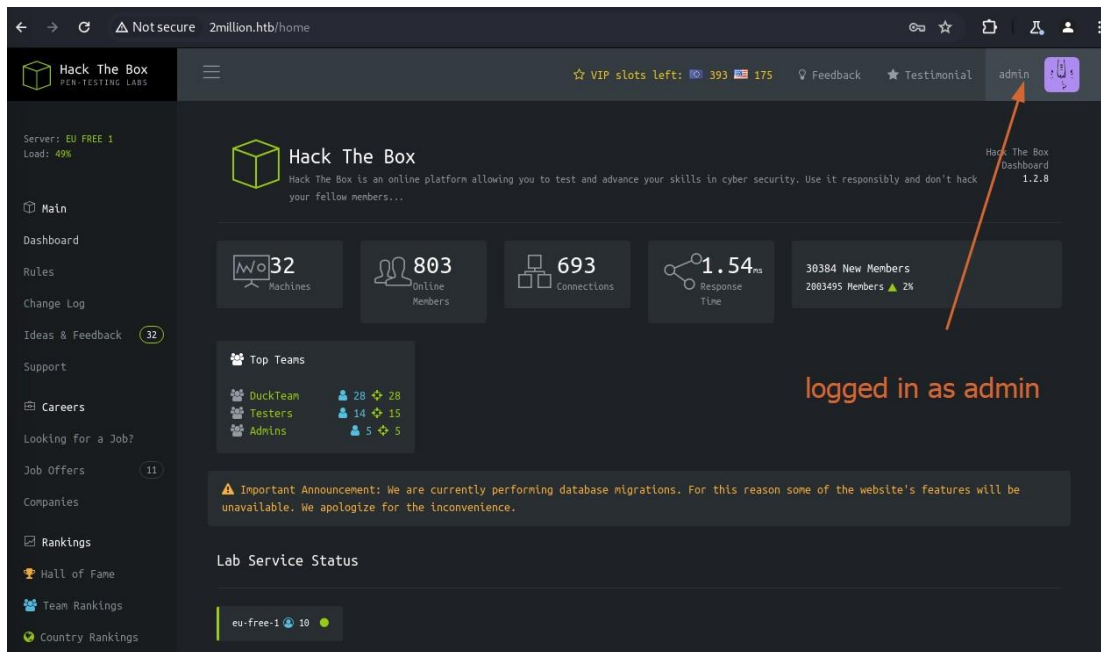 Not secure 2million.htb/home
Hack The Box
PEN-TESTING LABS
VIP slots left: 393 175
Feedback
Testimonial
admin
Server: EU FREE 1
Load: 49%
Main
Dashboard
Rules
Change Log
Ideas & Feedback 32
Support
Careers
Looking for a Job?
Job Offers 11
Companies
Rankings
Hall of Fame
Team Rankings
Country Rankings
Hack The Box
Hack The Box is an online platform allowing you to test and advance your skills in cyber security. Use it responsibly and don't hack
your fellow members...
Hack The Box
Dashboard
1.2.8
32
Machines
803
Online
Members
693
Connections
1.54ms
Response
Time
30384 New Members
2003495 Members 2%
Top Teams
DuckTeam 28 28
Testers 14 15
Admins 5 5
logged in as admin
Important Announcement: We are currently performing database migrations. For this reason some of the website's features will be
unavailable. We apologize for the inconvenience.
Lab Service Status
eu-free-1 10